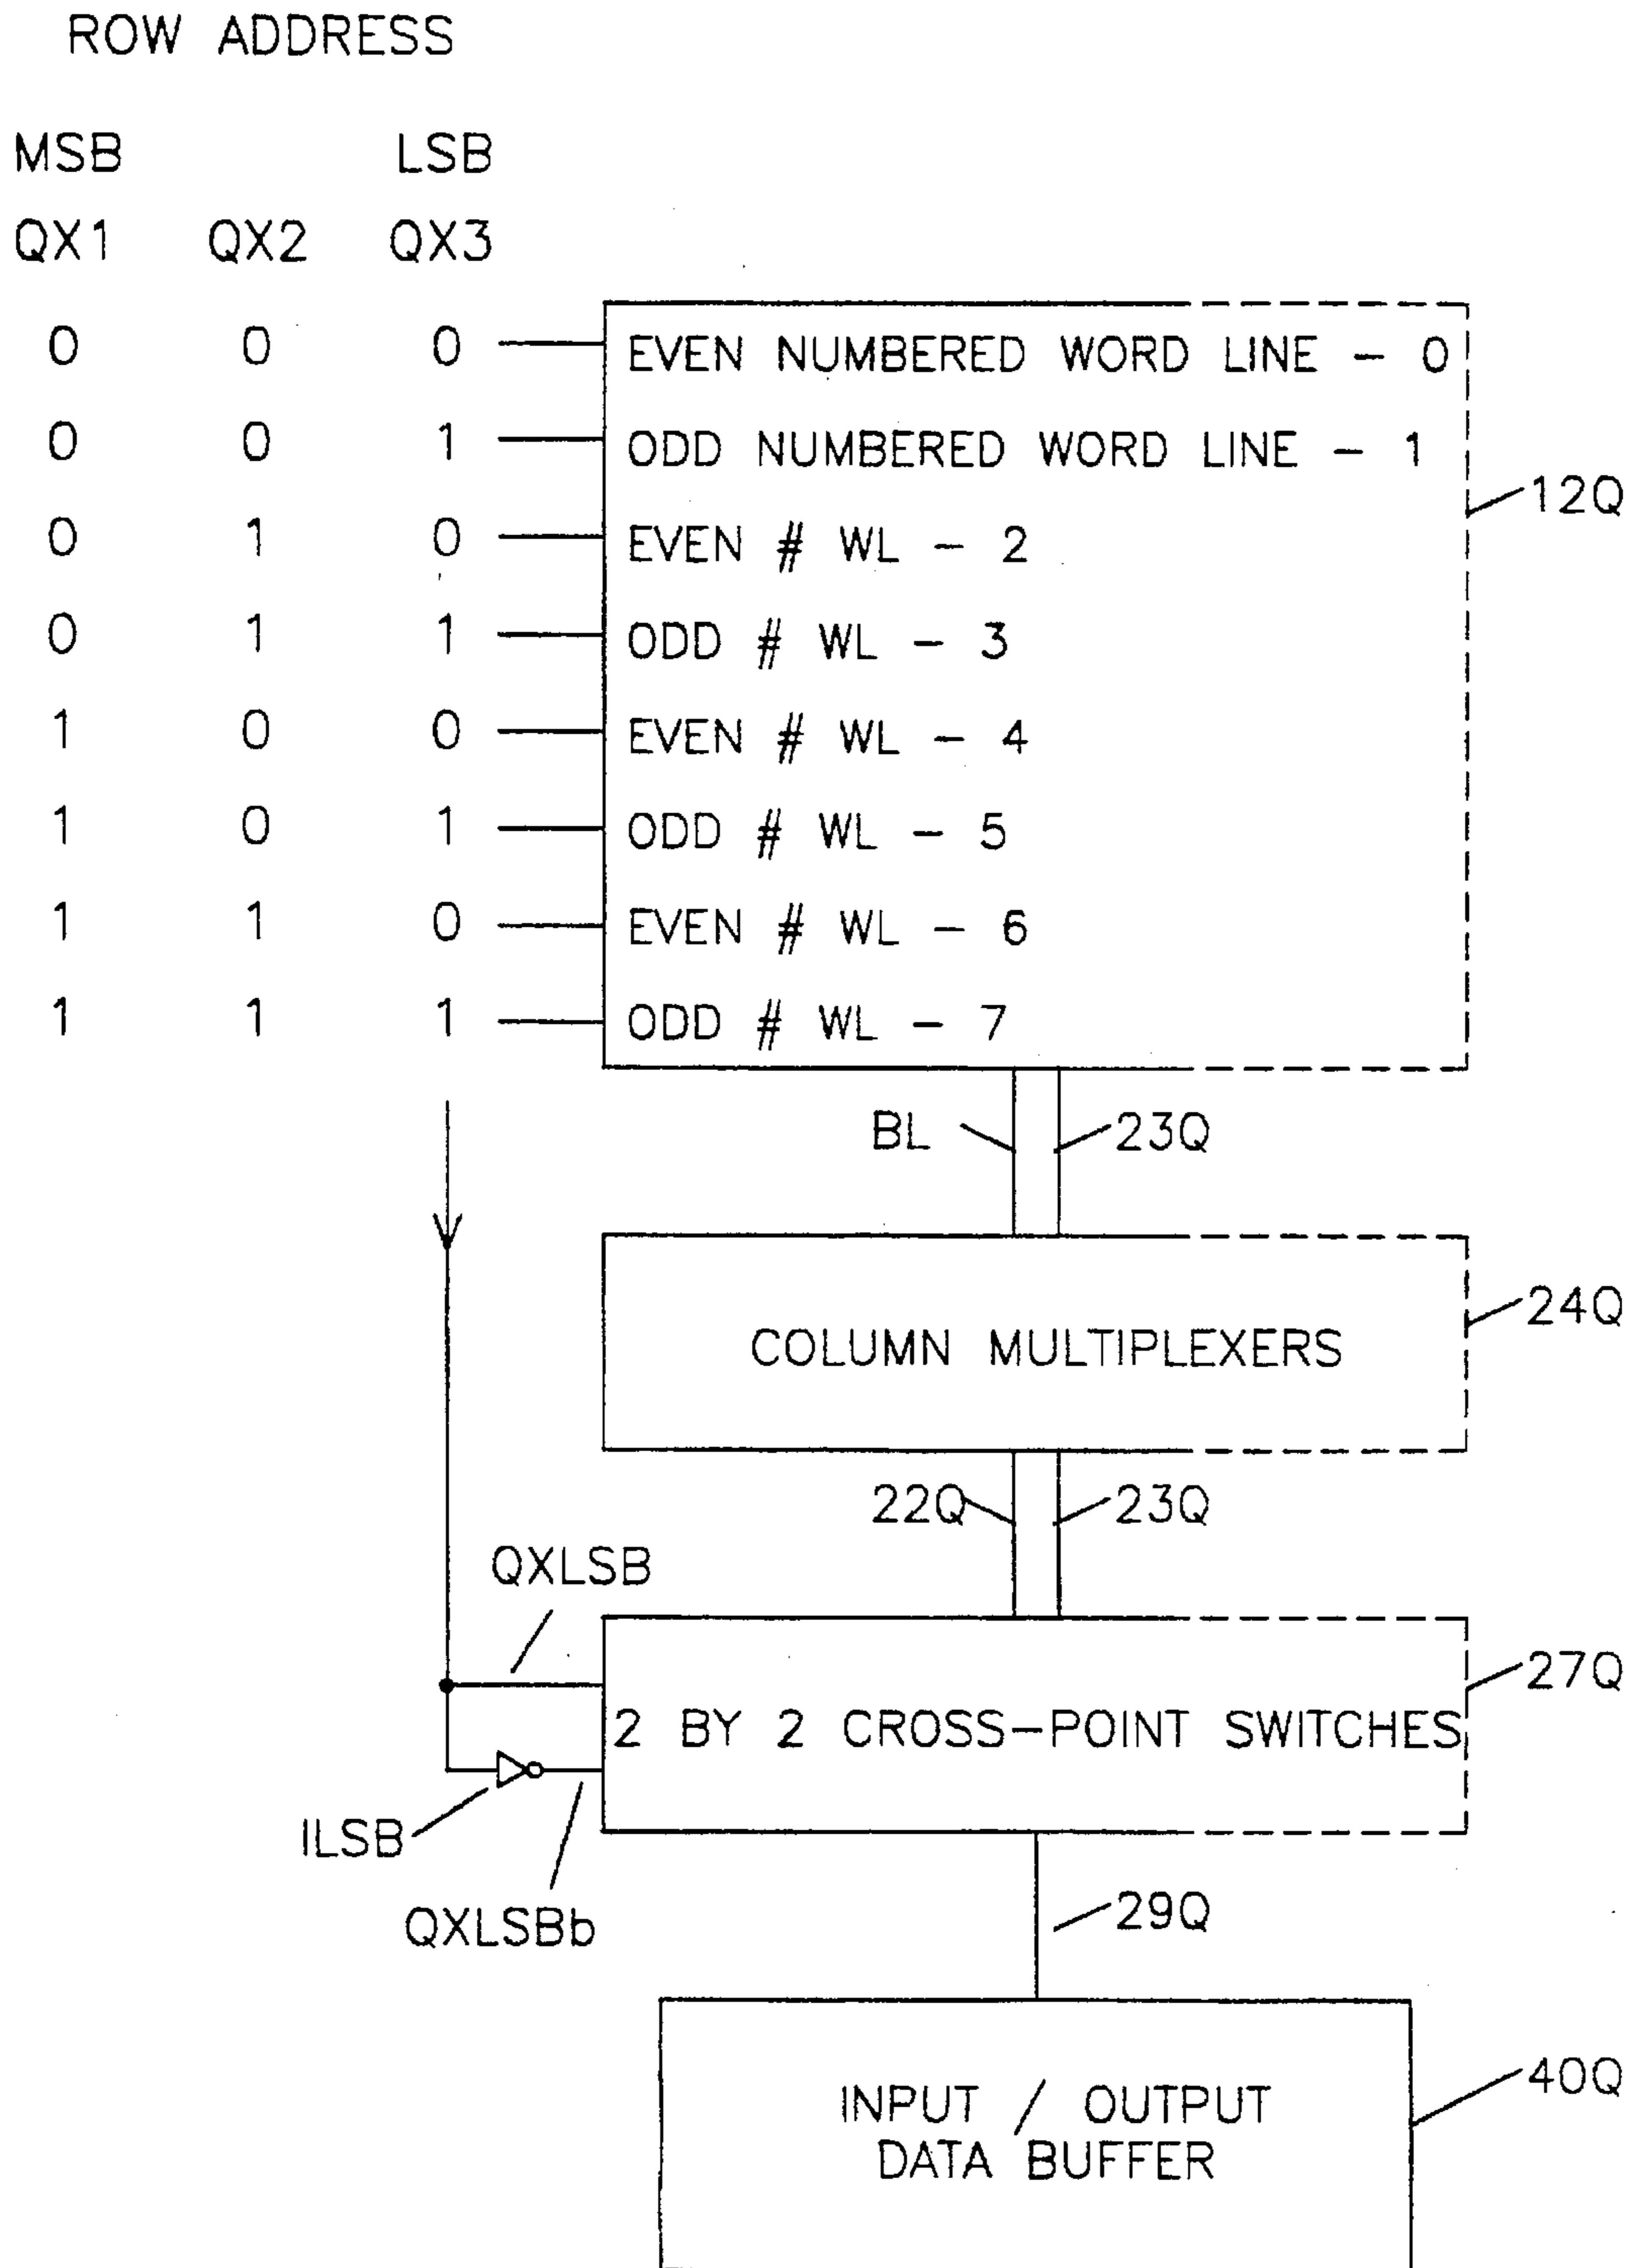 ROW ADDRESS
MSB LSB
QX1 QX2 QX3
0 0 0 EVEN NUMBERED WORD LINE - 0
0 0 1 ODD NUMBERED WORD LINE - 1
12Q
0 1 0 EVEN # WL - 2
0 1 1 ODD # WL - 3
1 0 0 EVEN # WL - 4
1 0 1 ODD # WL - 5
1 1 0 EVEN # WL - 6
1 1 1 ODD # WL - 7
BL 23Q
24Q
COLUMN MULTIPLEXERS
22Q 23Q
QXLSB
27Q
2 BY 2 CROSS-POINT SWITCHES
ILSB
QXLSBb
29Q
40Q
INPUT / OUTPUT
DATA BUFFER